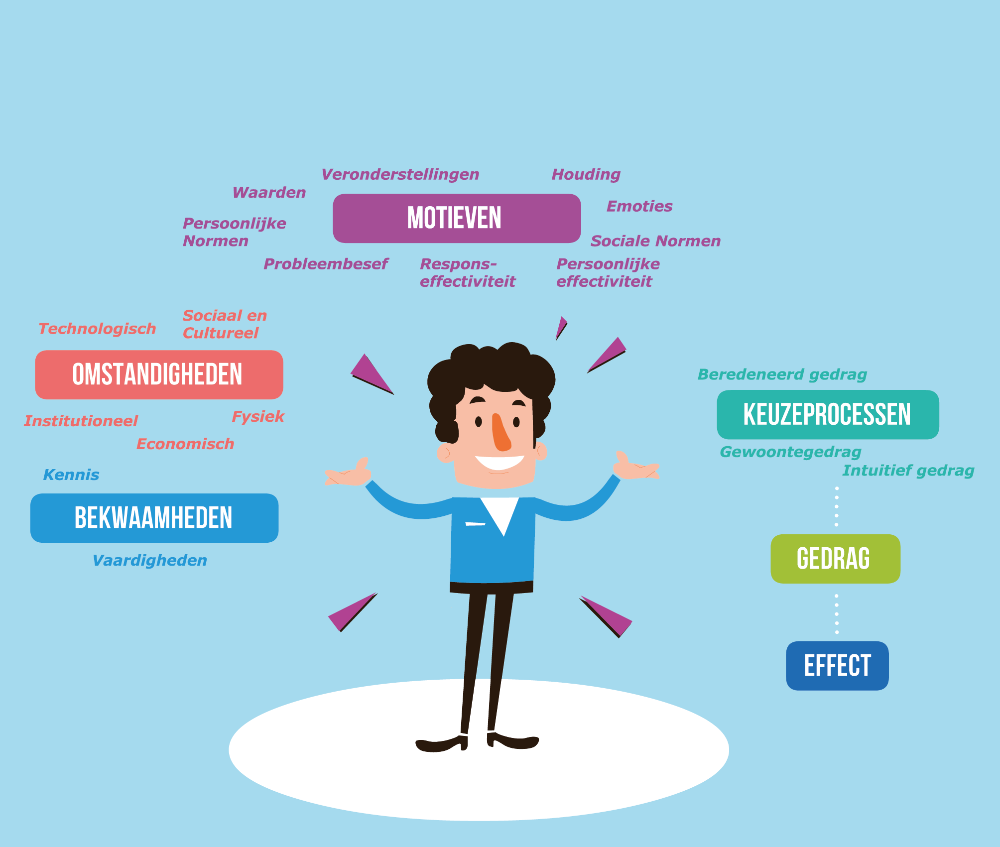 Veronderstellingen
Houding
Waarden
Emoties
MOTIEVEN
Persoonlijke
Normen
Sociale Normen
Probleembesef
Respons-
effectiviteit
Persoonlijke
effectiviteit
Technologisch
Sociaal en
Cultureel
OMSTANDIGHEDEN
Institutioneel
Fysiek
Economisch
Kennis
BEKWAAMHEDEN
Vaardigheden
Beredeneerd gedrag
KEUZEPROCESSEN
Gewoontegedrag
Intuitief gedrag
GEDRAG
EFFECT